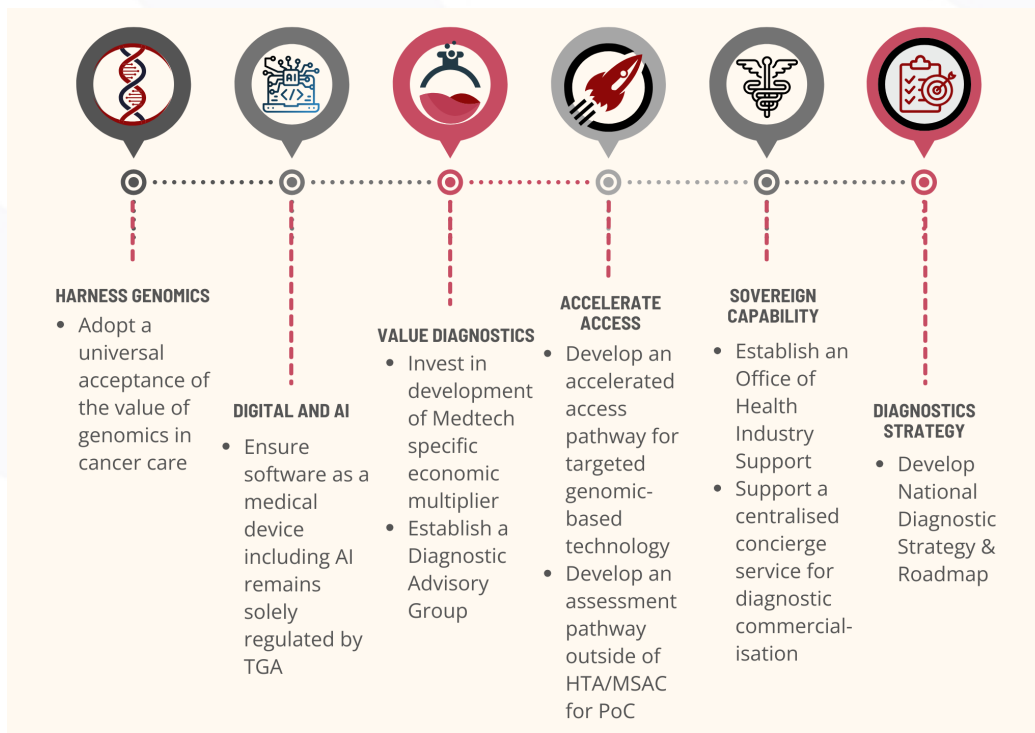 AI
HARNESS GENOMICS
• Adopt a
universal
acceptance of
the value of
genomics in
cancer care
DIGITAL AND AI
• Ensure
software as a
medical
device
including AI
remains
solely
regulated by
TGA
VALUE DIAGNOSTICS
• Invest in
development
of Medtech
specific
economic
multiplier
• Establish a
Diagnostic
Advisory
Group
ACCELERATE
ACCESS
• Develop an
accelerated
access
pathway for
targeted
genomic-
based
technology
• Develop an
assessment
pathway
outside of
HTA/MSAC
for PoC
SOVEREIGN
CAPABILITY
• Establish an
Office of
Health
Industry
Support
• Support a
centralised
concierge
service for
diagnostic
commercial-
isation
DIAGNOSTICS
STRATEGY
• Develop
National
Diagnostic
Strategy &
Roadmap